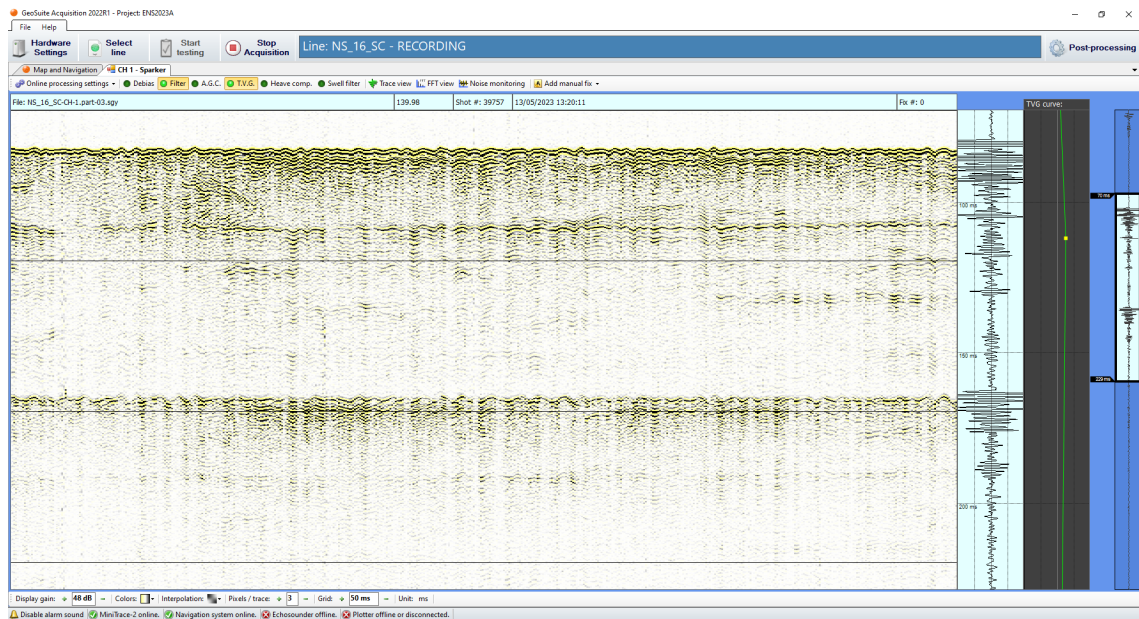 GeoSuite Acquisition 2022R1 - Project: ENS2023A
File Help
Hardware Settings
Select line
Start testing
Stop Acquisition
Line: NS_16_SC - RECORDING
Post-processing
Map and Navigation CH 1 - Sparker
Online processing settings Debias Filter A.G.C. T.V.G. Heave comp. Swell filter Trace view FFT view Noise monitoring Add manual fix
File: NS_16_SC-CH-1.part-03.sgy 139.98 Shot #: 39757 13/05/2023 13:20:11 Fix #: 0
TVG curve:
70 ms
100 ms
150 ms
229 ms
200 ms
Display gain: 48 dB Colors: Interpolation: Pixels / trace: 3 Grid: 50 ms Unit: ms
Disable alarm sound MiniTrace-2 online. Navigation system online. Echosounder offline. Plotter offline or disconnected.